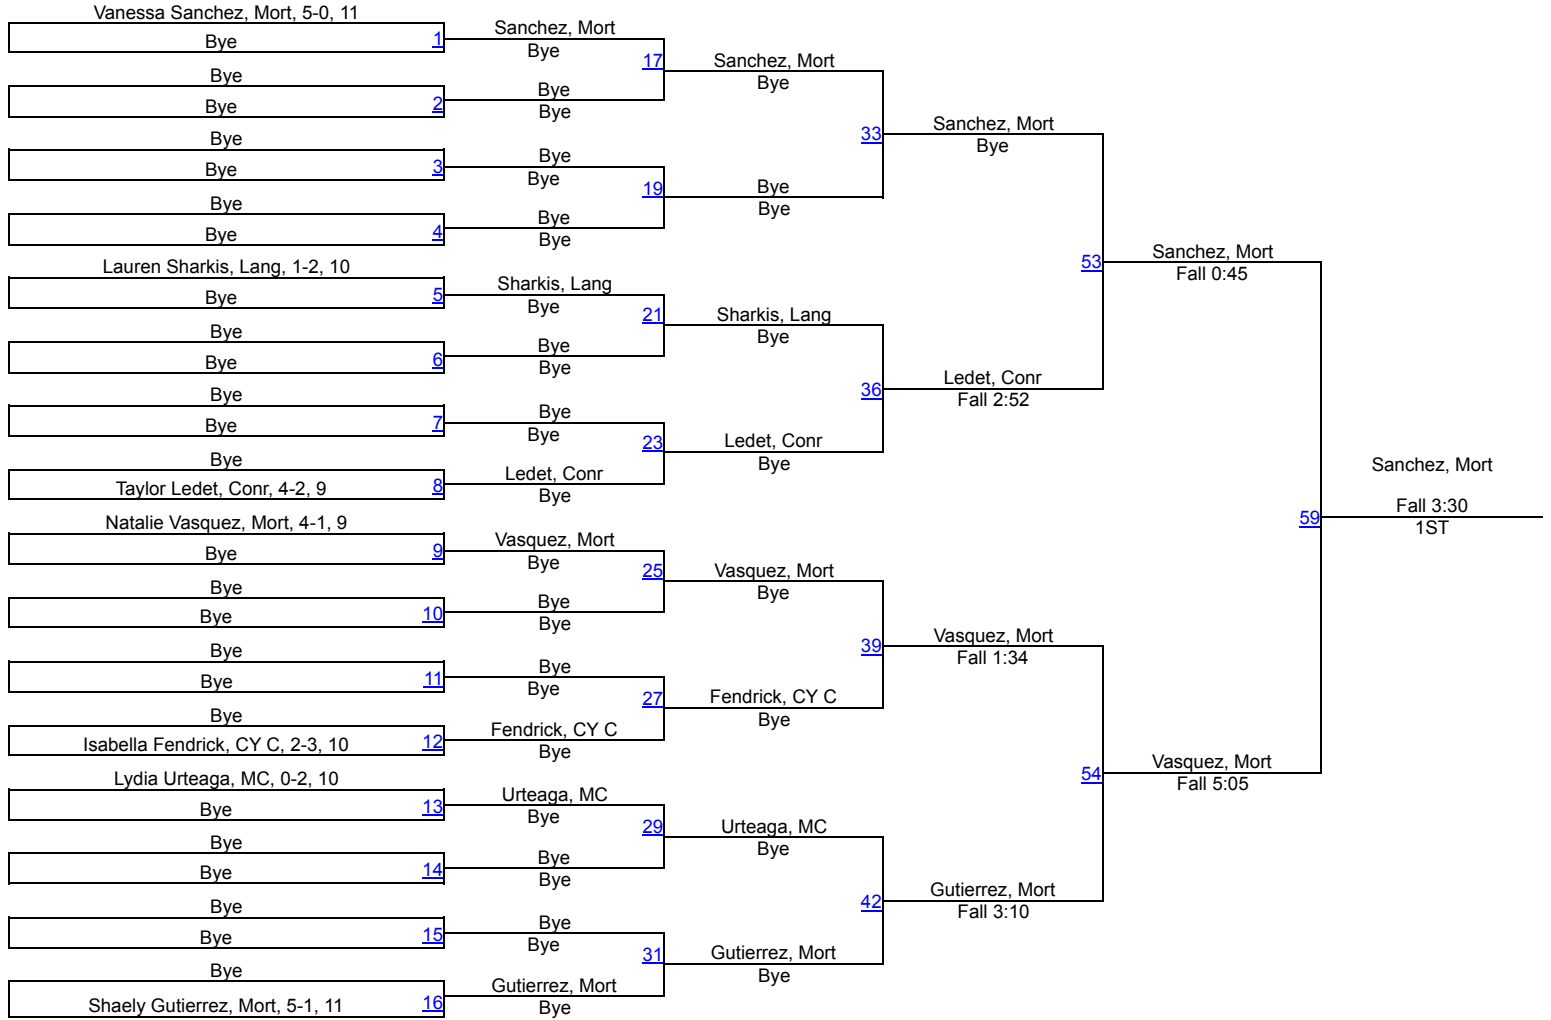 Vanessa Sanchez, Mort, 5-0, 11
Bye
1
Bye
Bye
2
Bye
Bye
3
Bye
Bye
4
Lauren Sharkis, Lang, 1-2, 10
Bye
5
Bye
Bye
6
Bye
Bye
7
Bye
Taylor Ledet, Conr, 4-2, 9
8
Natalie Vasquez, Mort, 4-1, 9
Bye
9
Bye
Bye
10
Bye
Bye
11
Bye
Isabella Fendrick, CY C, 2-3, 10
12
Lydia Urteaga, MC, 0-2, 10
Bye
13
Bye
Bye
14
Bye
Bye
15
Bye
Shaely Gutierrez, Mort, 5-1, 11
16
Sanchez, Mort
Bye
17
Bye
Bye
Bye
Bye
19
Bye
Bye
Sharkis, Lang
Bye
21
Bye
Bye
Bye
Bye
23
Ledet, Conr
Bye
Vasquez, Mort
Bye
25
Bye
Bye
Bye
Bye
27
Fendrick, CY C
Bye
Urteaga, MC
Bye
29
Bye
Bye
Bye
Bye
31
Gutierrez, Mort
Bye
Sanchez, Mort
Bye
33
Bye
Bye
Sharkis, Lang
Bye
36
Ledet, Conr
Bye
Vasquez, Mort
Bye
39
Fendrick, CY C
Bye
Urteaga, MC
Bye
42
Gutierrez, Mort
Bye
Sanchez, Mort
Bye
53
Ledet, Conr
Fall 2:52
Vasquez, Mort
Fall 1:34
54
Gutierrez, Mort
Fall 3:10
Sanchez, Mort
Fall 0:45
59
Vasquez, Mort
Fall 5:05
Sanchez, Mort
Fall 3:30
1ST